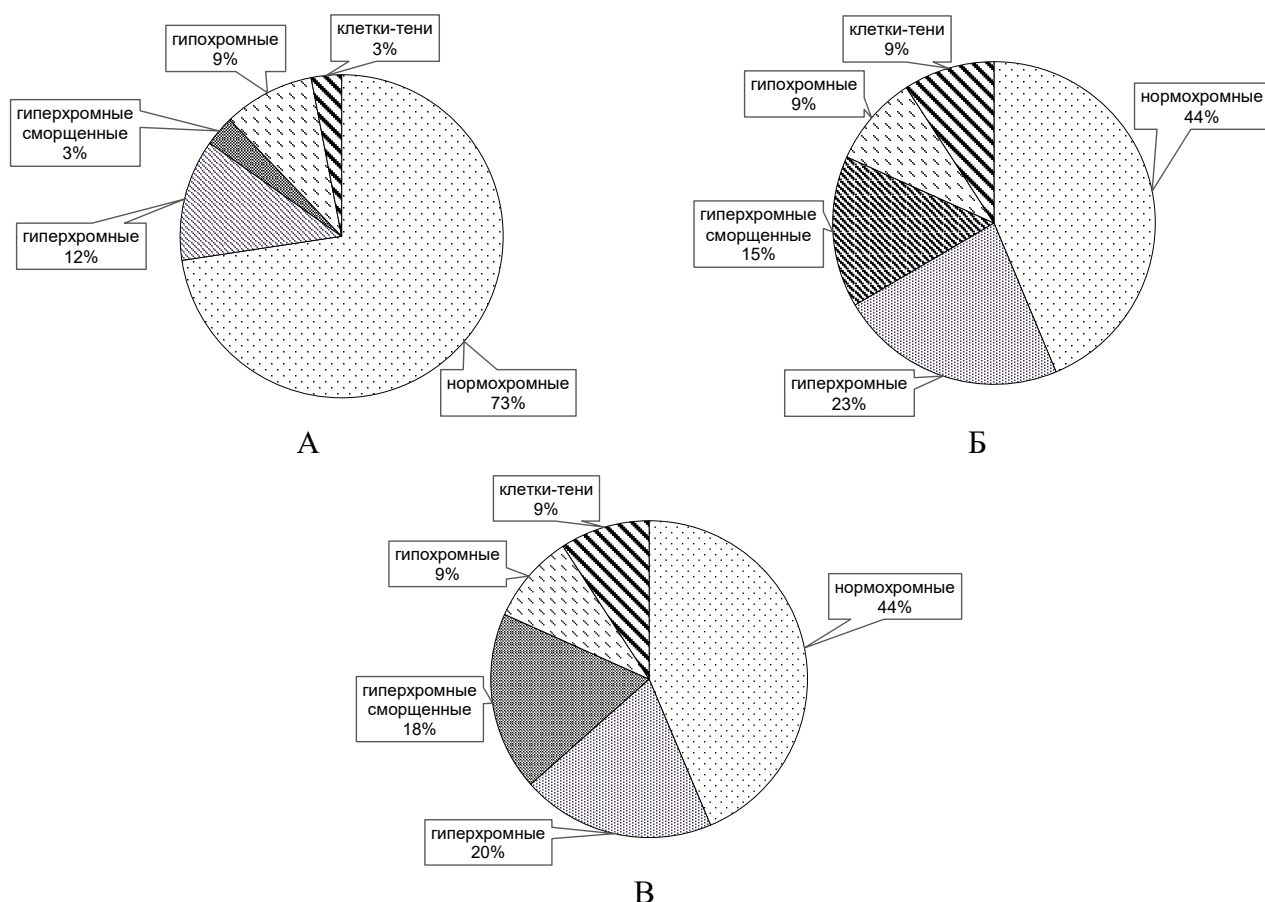 клетки-тени
3%
гипохромные
9%
гиперхромные
сморщенные
3%
гиперхромные
12%
нормохромные
73%
А
клетки-тени
9%
гипохромные
9%
нормохромные
44%
гиперхромные
сморщенные
15%
гиперхромные
23%
Б
клетки-тени
9%
гипохромные
9%
нормохромные
44%
гиперхромные
сморщенные
18%
гиперхромные
20%
В